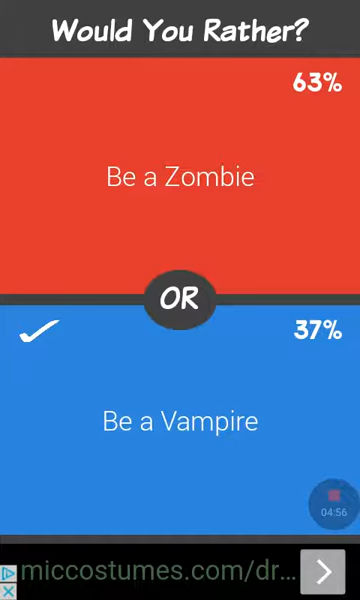 Would You Rather?
63%
Be a Zombie
OR
37%
Be a Vampire
04:56
miccostumes.com/dr...